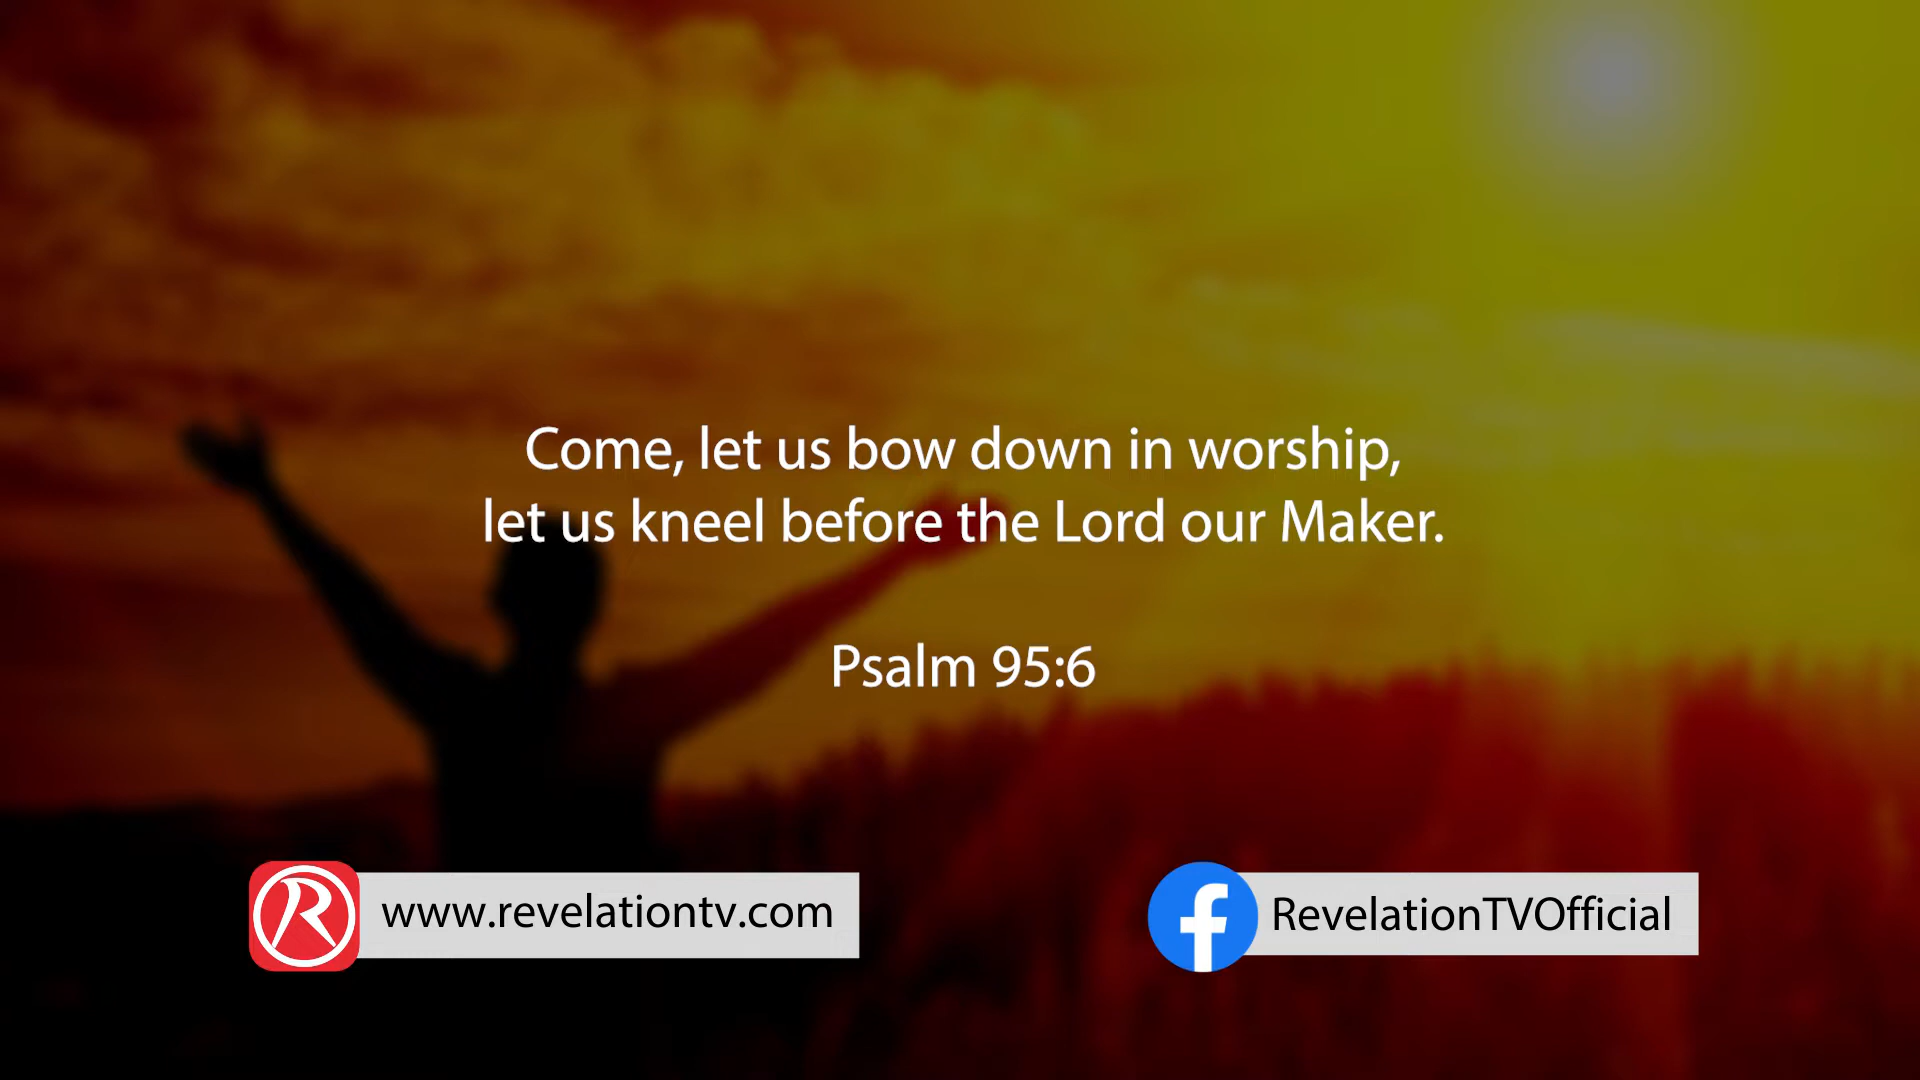 Come, let us bow down in worship,
let us kneel before the Lord our Maker.
Psalm 95:6
www.revelationtv.com
RevelationTVOfficial